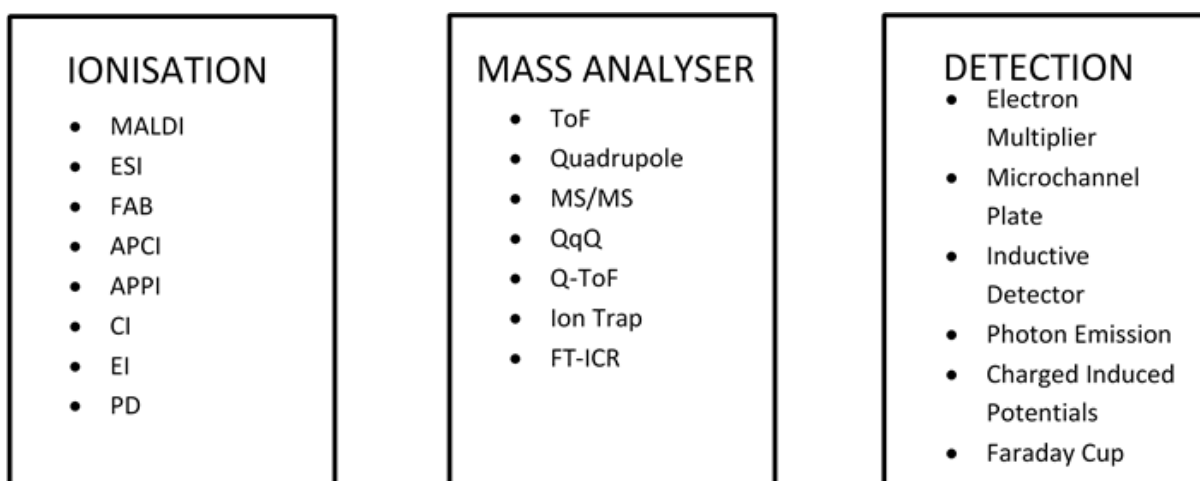 IONISATION
• MALDI
• ESI
• FAB
• APCI
• APPI
• CI
• EI
• PD
MASS ANALYSER
• ToF
• Quadrupole
• MS/MS
• QqQ
• Q-ToF
• Ion Trap
• FT-ICR
DETECTION
• Electron
Multiplier
• Microchannel
Plate
• Inductive
Detector
• Photon Emission
• Charged Induced
Potentials
• Faraday Cup